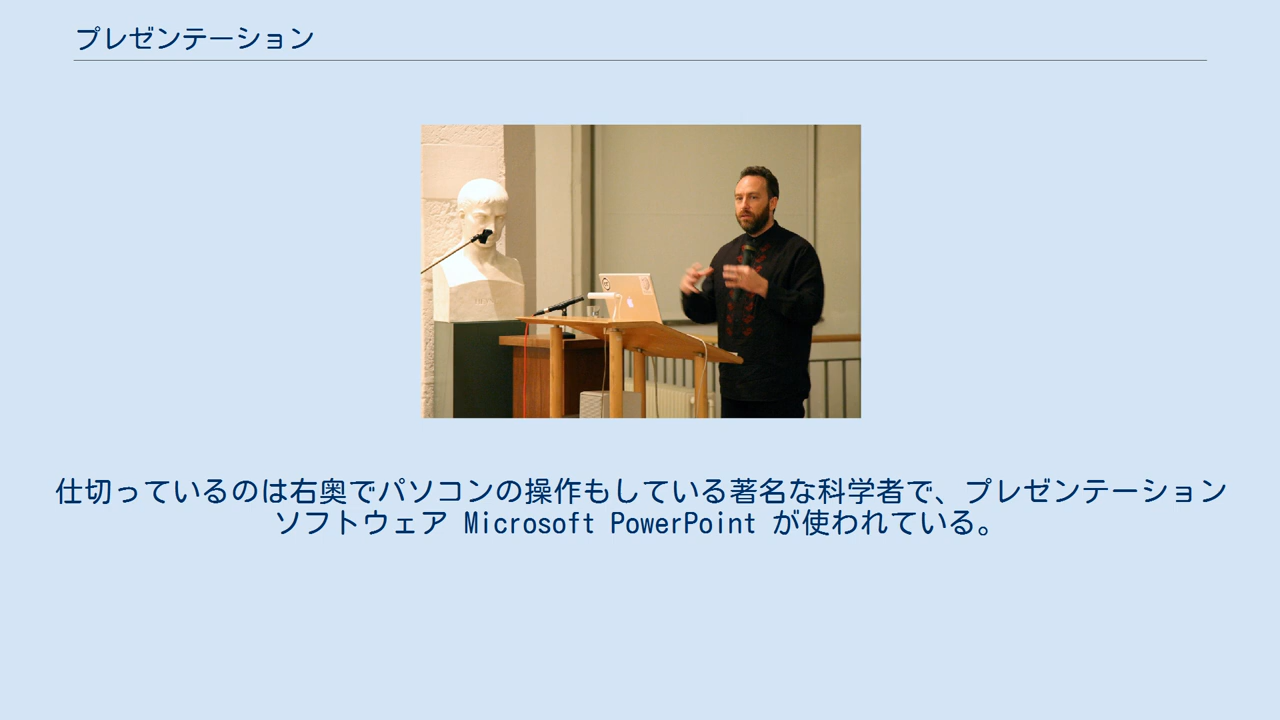 プレゼンテーション
仕切っているのは右奥でパソコンの操作もしている著名な科学者で、プレゼンテーション
ソフトウェア Microsoft PowerPoint が使われている。